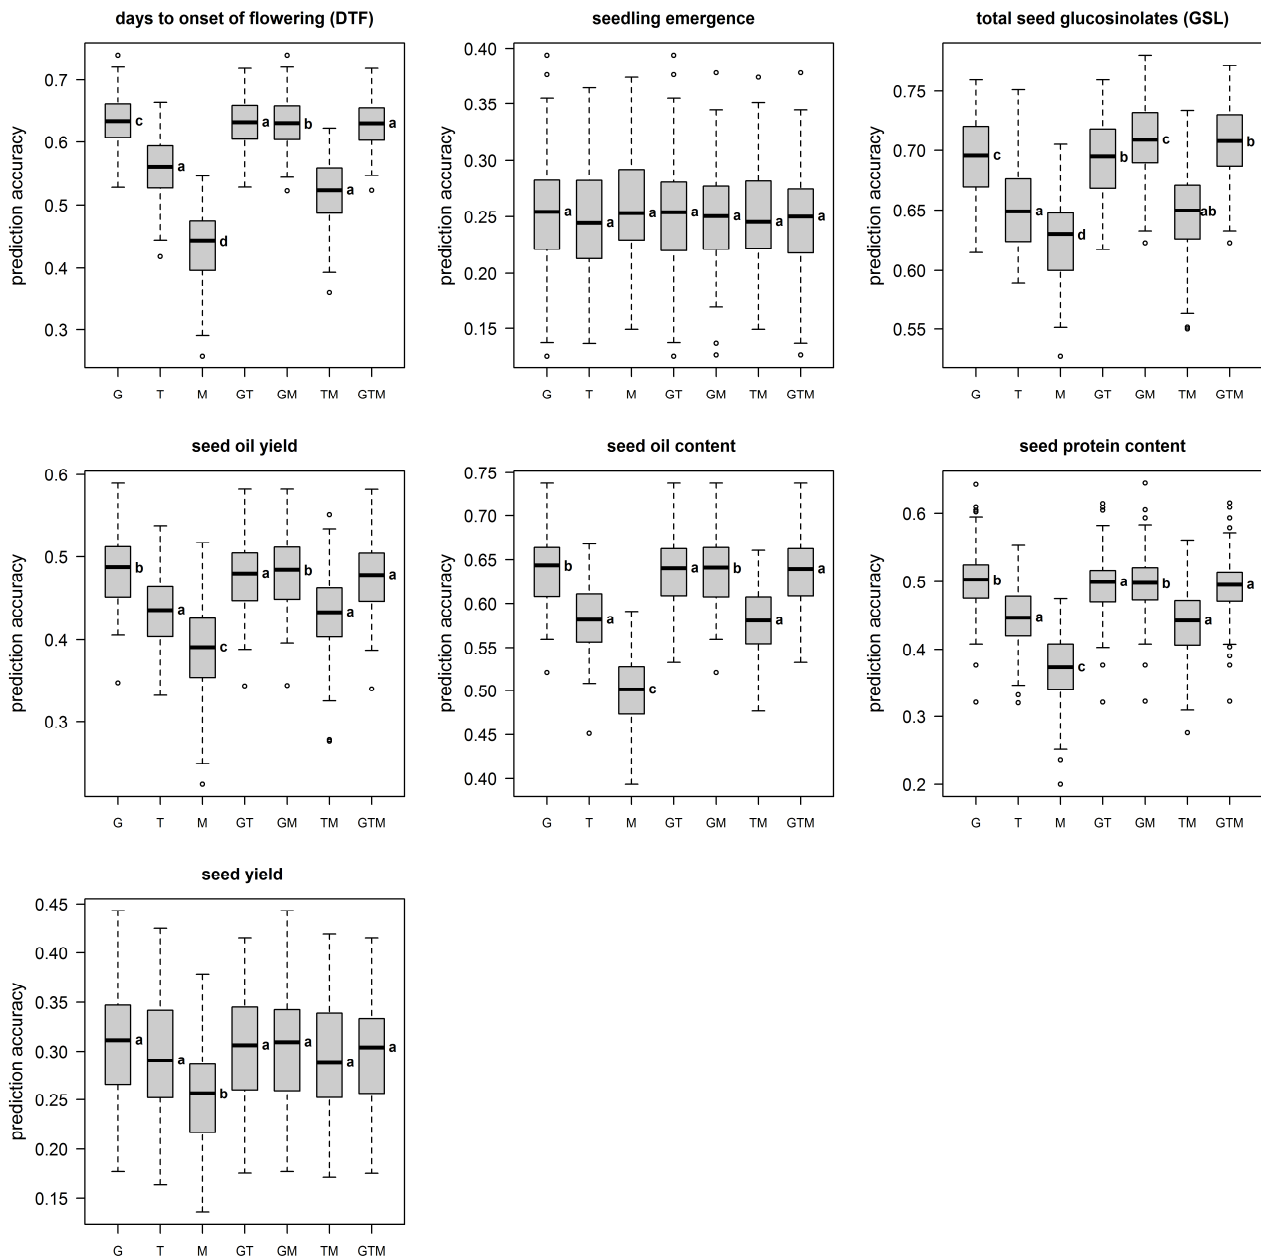 days to onset of flowering (DTF)
prediction accuracy
0.7
0.6
0.5
0.4
0.3
c
a
d
a
b
a
a
G T M GT GM TM GTM
seedling emergence
prediction accuracy
0.40
0.35
0.30
0.25
0.20
0.15
a
a
a
a
a
a
a
G T M GT GM TM GTM
total seed glucosinolates (GSL)
prediction accuracy
0.75
0.70
0.65
0.60
0.55
c
a
d
b
c
ab
b
G T M GT GM TM GTM
seed oil yield
prediction accuracy
0.6
0.5
0.4
0.3
b
a
c
a
b
a
a
G T M GT GM TM GTM
seed oil content
prediction accuracy
0.75
0.70
0.65
0.60
0.55
0.50
0.45
0.40
b
a
c
a
b
a
a
G T M GT GM TM GTM
seed protein content
prediction accuracy
0.6
0.5
0.4
0.3
0.2
b
a
c
a
b
a
a
G T M GT GM TM GTM
seed yield
prediction accuracy
0.45
0.40
0.35
0.30
0.25
0.20
0.15
a
a
b
a
a
a
a
G T M GT GM TM GTM